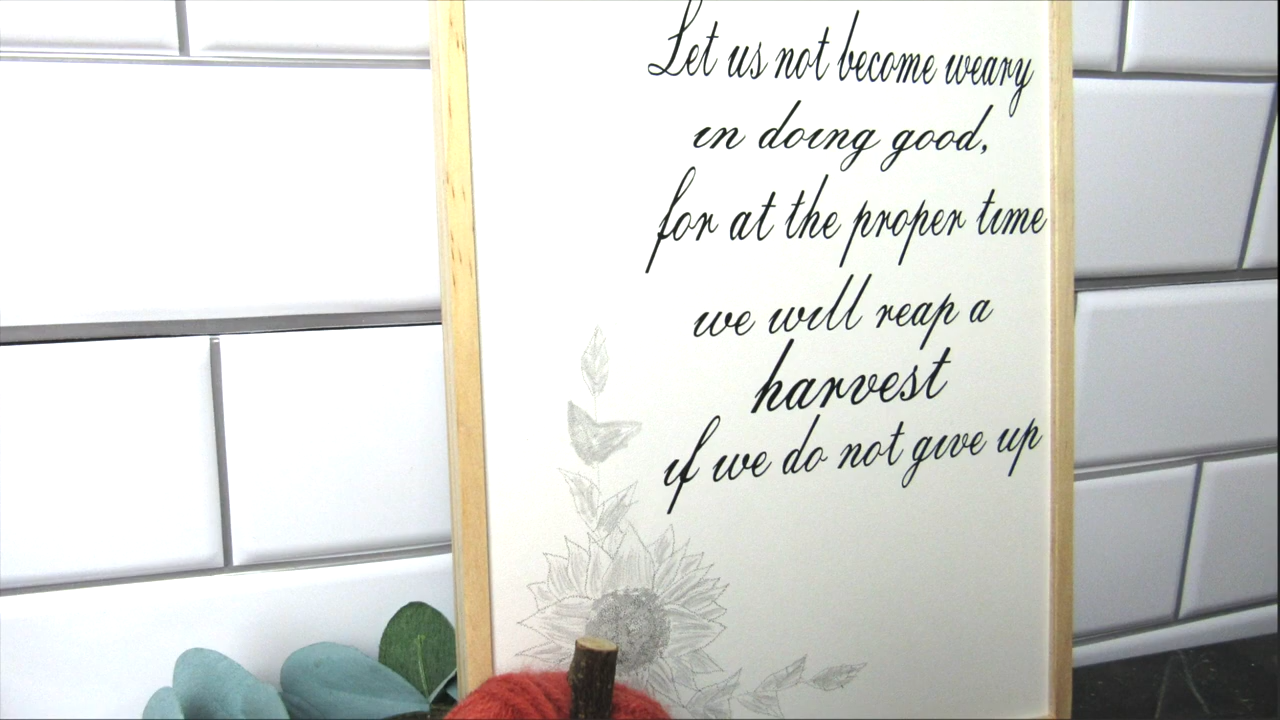 Let us not become weary
in doing good,
for at the proper time
we will reap a
harvest
if we do not give up